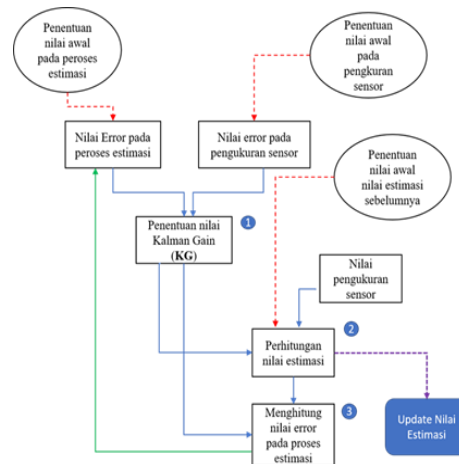 Penentuan
nilai awal
pada peroses
estimasi
Penentuan
nilai awal
pada
pengkuran
sensor
Nilai Error pada
peroses estimasi
Nilai error pada
pengukuran sensor
Penentuan
nilai awal
nilai estimasi
sebelumnya
Penentuan nilai
Kalman Gain
(KG)
1
Nilai
pengukuran
sensor
2
Perhitungan
nilai estimasi
3
Menghitung
nilai error
pada proses
estimasi
Update Nilai
Estimasi